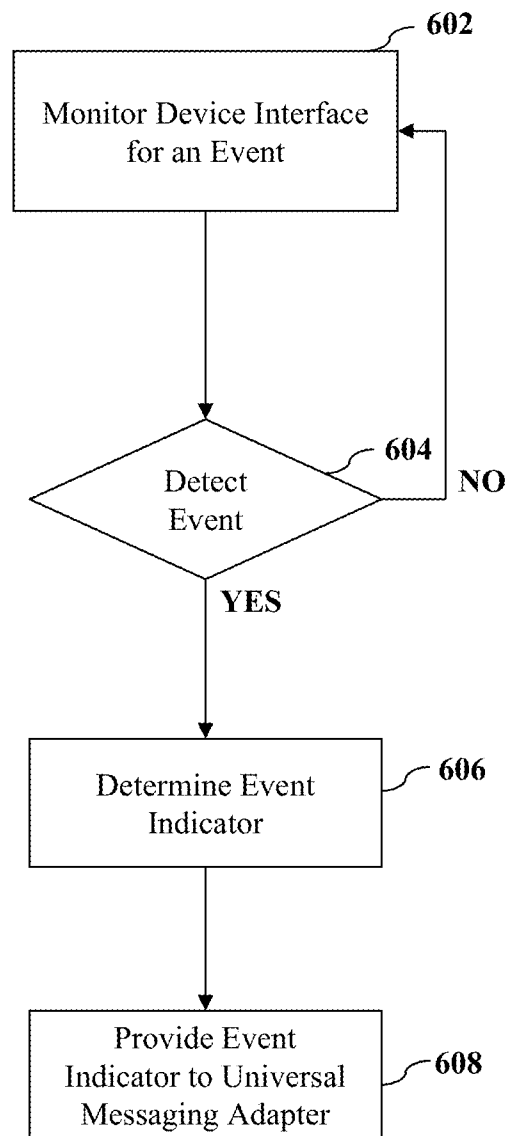 602
Monitor Device Interface
for an Event
604
Detect
Event
NO
YES
606
Determine Event
Indicator
Provide Event
Indicator to Universal
Messaging Adapter
608